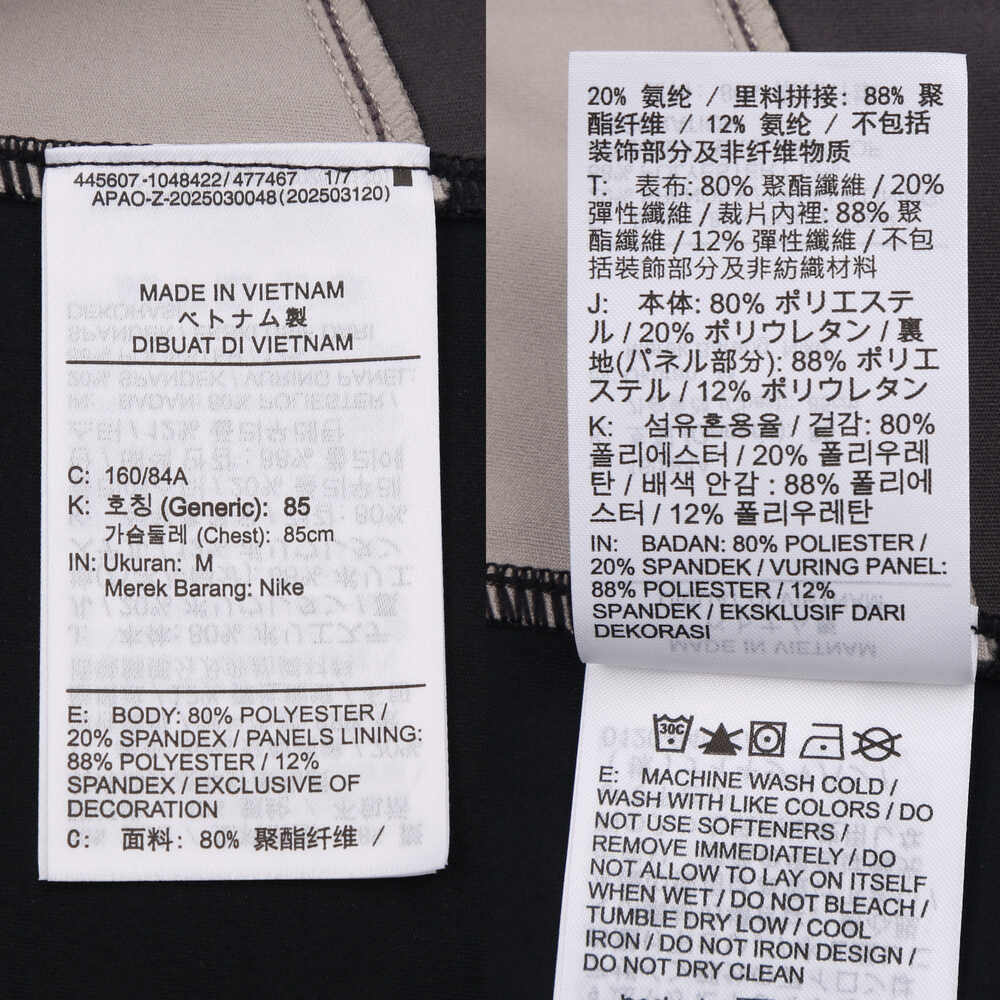 445607-1048422/477467 1/7
APAO-Z-2025030048(202503120)
MADE IN VIETNAM
ベトナム製
DIBUAT DI VIETNAM
C: 160/84A
K: 호칭 (Generic): 85
가슴둘레 (Chest): 85cm
IN: Ukuran: M
Merek Barang: Nike
E: BODY: 80% POLYESTER /
20% SPANDEX / PANELS LINING:
88% POLYESTER / 12%
SPANDEX / EXCLUSIVE OF
DECORATION
C: 面料: 80% 聚酯纤维 /
20% 氨纶 / 里料拼接: 88% 聚
酯纤维 / 12% 氨纶 / 不包括
装饰部分及非纤维物质
T: 表布: 80% 聚酯纖維 / 20%
彈性纖維 / 裁片內裡: 88% 聚
酯纖維 / 12% 彈性纖維 / 不包
括裝飾部分及非紡織材料
J: 本体: 80% ポリエステ
ル / 20% ポリウレタン / 裏
地(パネル部分): 88% ポリエ
ステル / 12% ポリウレタン
K: 섬유혼용율 / 겉감: 80%
폴리에스터 / 20% 폴리우레
탄 / 배색 안감 : 88% 폴리에
스터 / 12% 폴리우레탄
IN: BADAN: 80% POLIESTER /
20% SPANDEK / VURING PANEL:
88% POLIESTER / 12%
SPANDEK / EKSKLUSIF DARI
DEKORASI
30C
E: MACHINE WASH COLD /
WASH WITH LIKE COLORS / DO
NOT USE SOFTENERS /
REMOVE IMMEDIATELY / DO
NOT ALLOW TO LAY ON ITSELF
WHEN WET / DO NOT BLEACH /
TUMBLE DRY LOW / COOL
IRON / DO NOT IRON DESIGN /
DO NOT DRY CLEAN